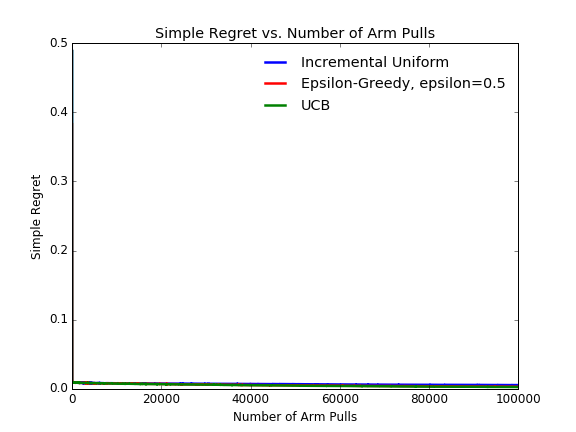 Simple Regret vs. Number of Arm Pulls
Incremental Uniform
Epsilon-Greedy, epsilon=0.5
UCB
Simple Regret
0.5
0.4
0.3
0.2
0.1
0.0
0 20000 40000 60000 80000 100000
Number of Arm Pulls